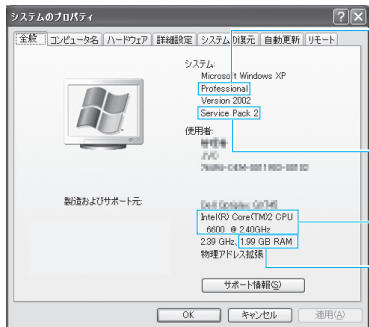 システムのプロパティ
全般
コンピュータ名
ハードウェア
詳細設定
システムの復元
自動更新
リモート
システム:
Microsoft Windows XP
Professional
Version 2002
Service Pack 2
使用者:
製造およびサポート元:
Intel(R) Core(TM)2 CPU
6600 @ 2.40GHz
2.39 GHz、1.99 GB RAM
物理アドレス拡張
サポート情報(S)
OK
キャンセル
適用(A)